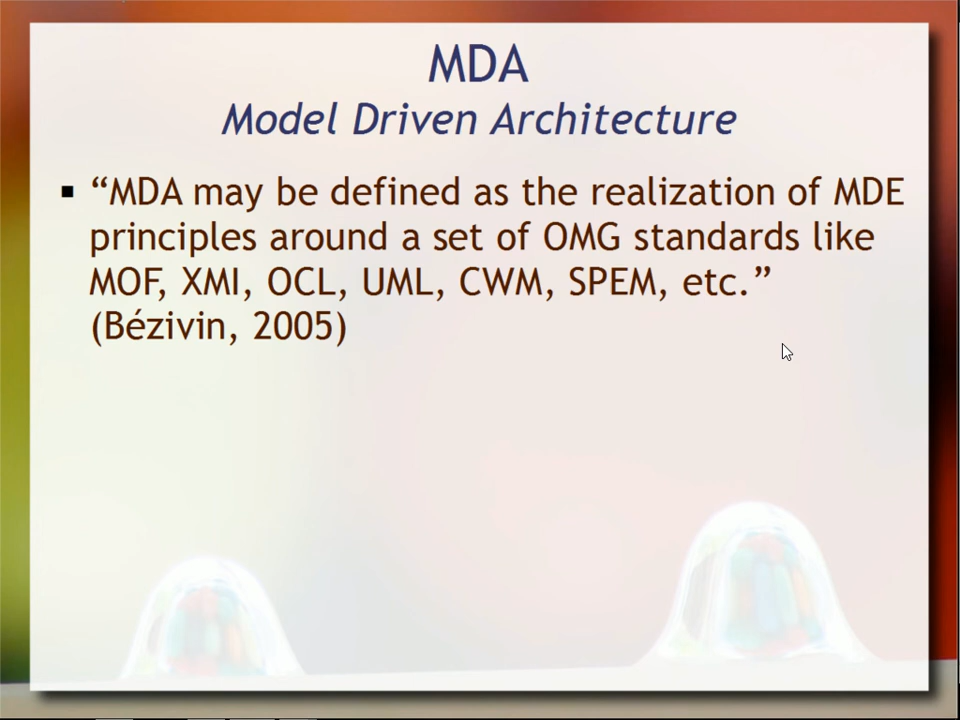 MDA
Model Driven Architecture
▪ “MDA may be defined as the realization of MDE
principles around a set of OMG standards like
MOF, XMI, OCL, UML, CWM, SPEM, etc.”
(Bézivin, 2005)